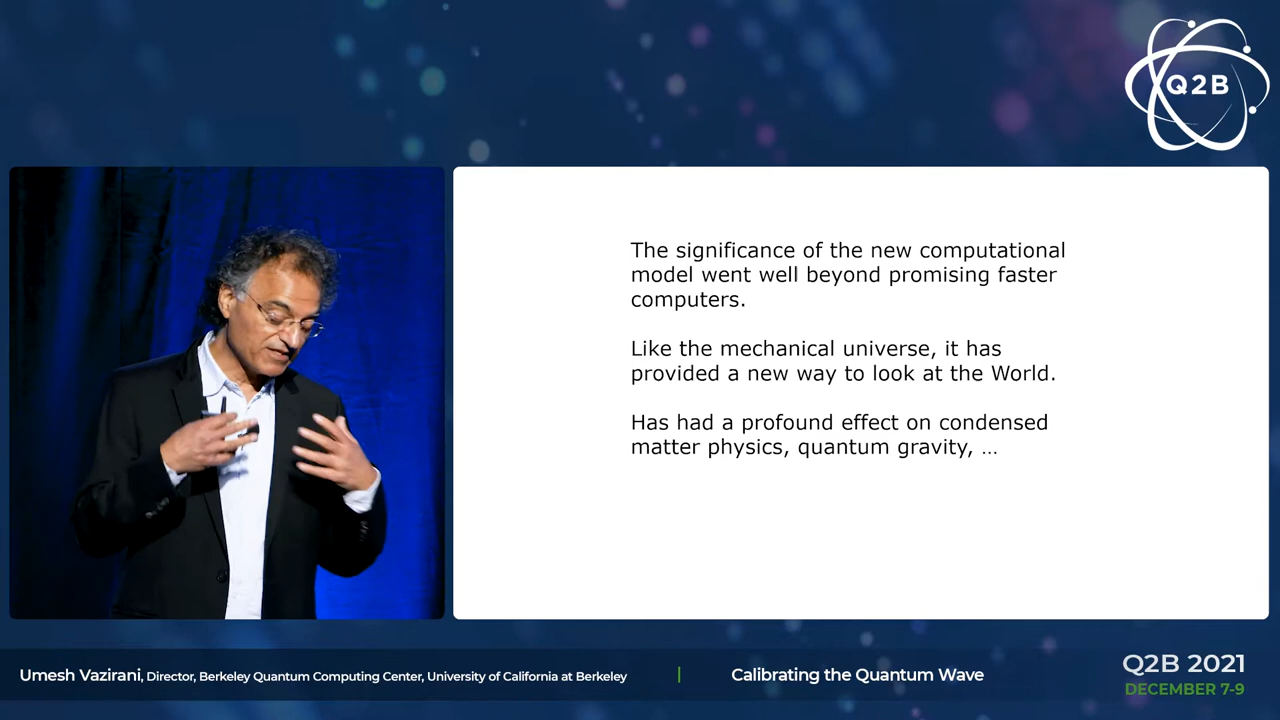 Q2B
The significance of the new computational
model went well beyond promising faster
computers.
Like the mechanical universe, it has
provided a new way to look at the World.
Has had a profound effect on condensed
matter physics, quantum gravity, ...
Umesh Vazirani, Director, Berkeley Quantum Computing Center, University of California at Berkeley
Calibrating the Quantum Wave
Q2B 2021
DECEMBER 7-9